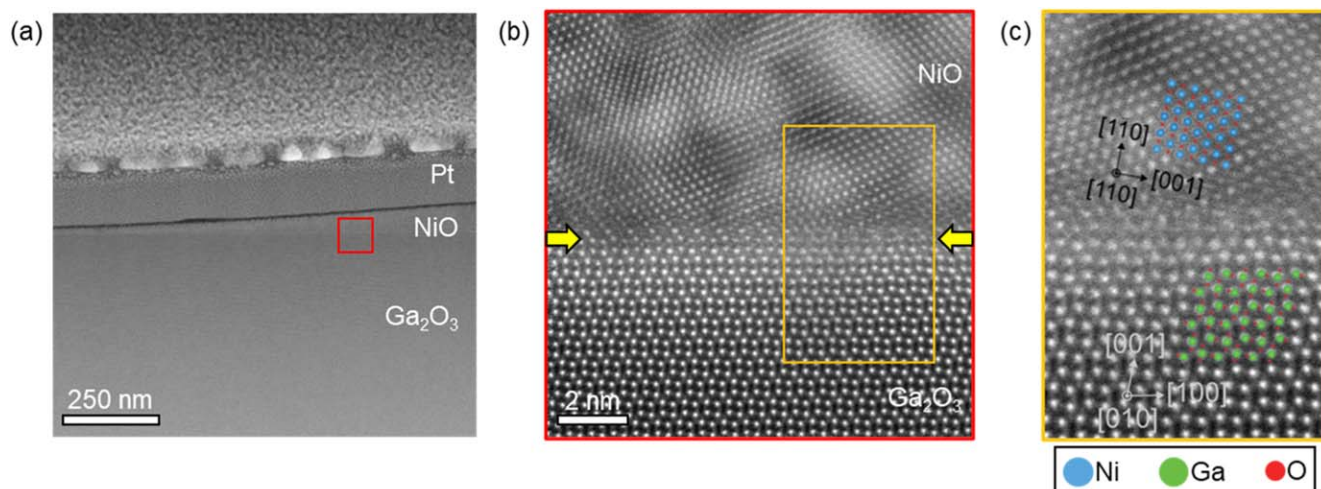 (a)
Pt
NiO
Ga₂O₃
250 nm
(b)
NiO
Ga₂O₃
2 nm
(c)
[110]
[001]
[110]
[001]
[100]
[010]
Ni
Ga
O